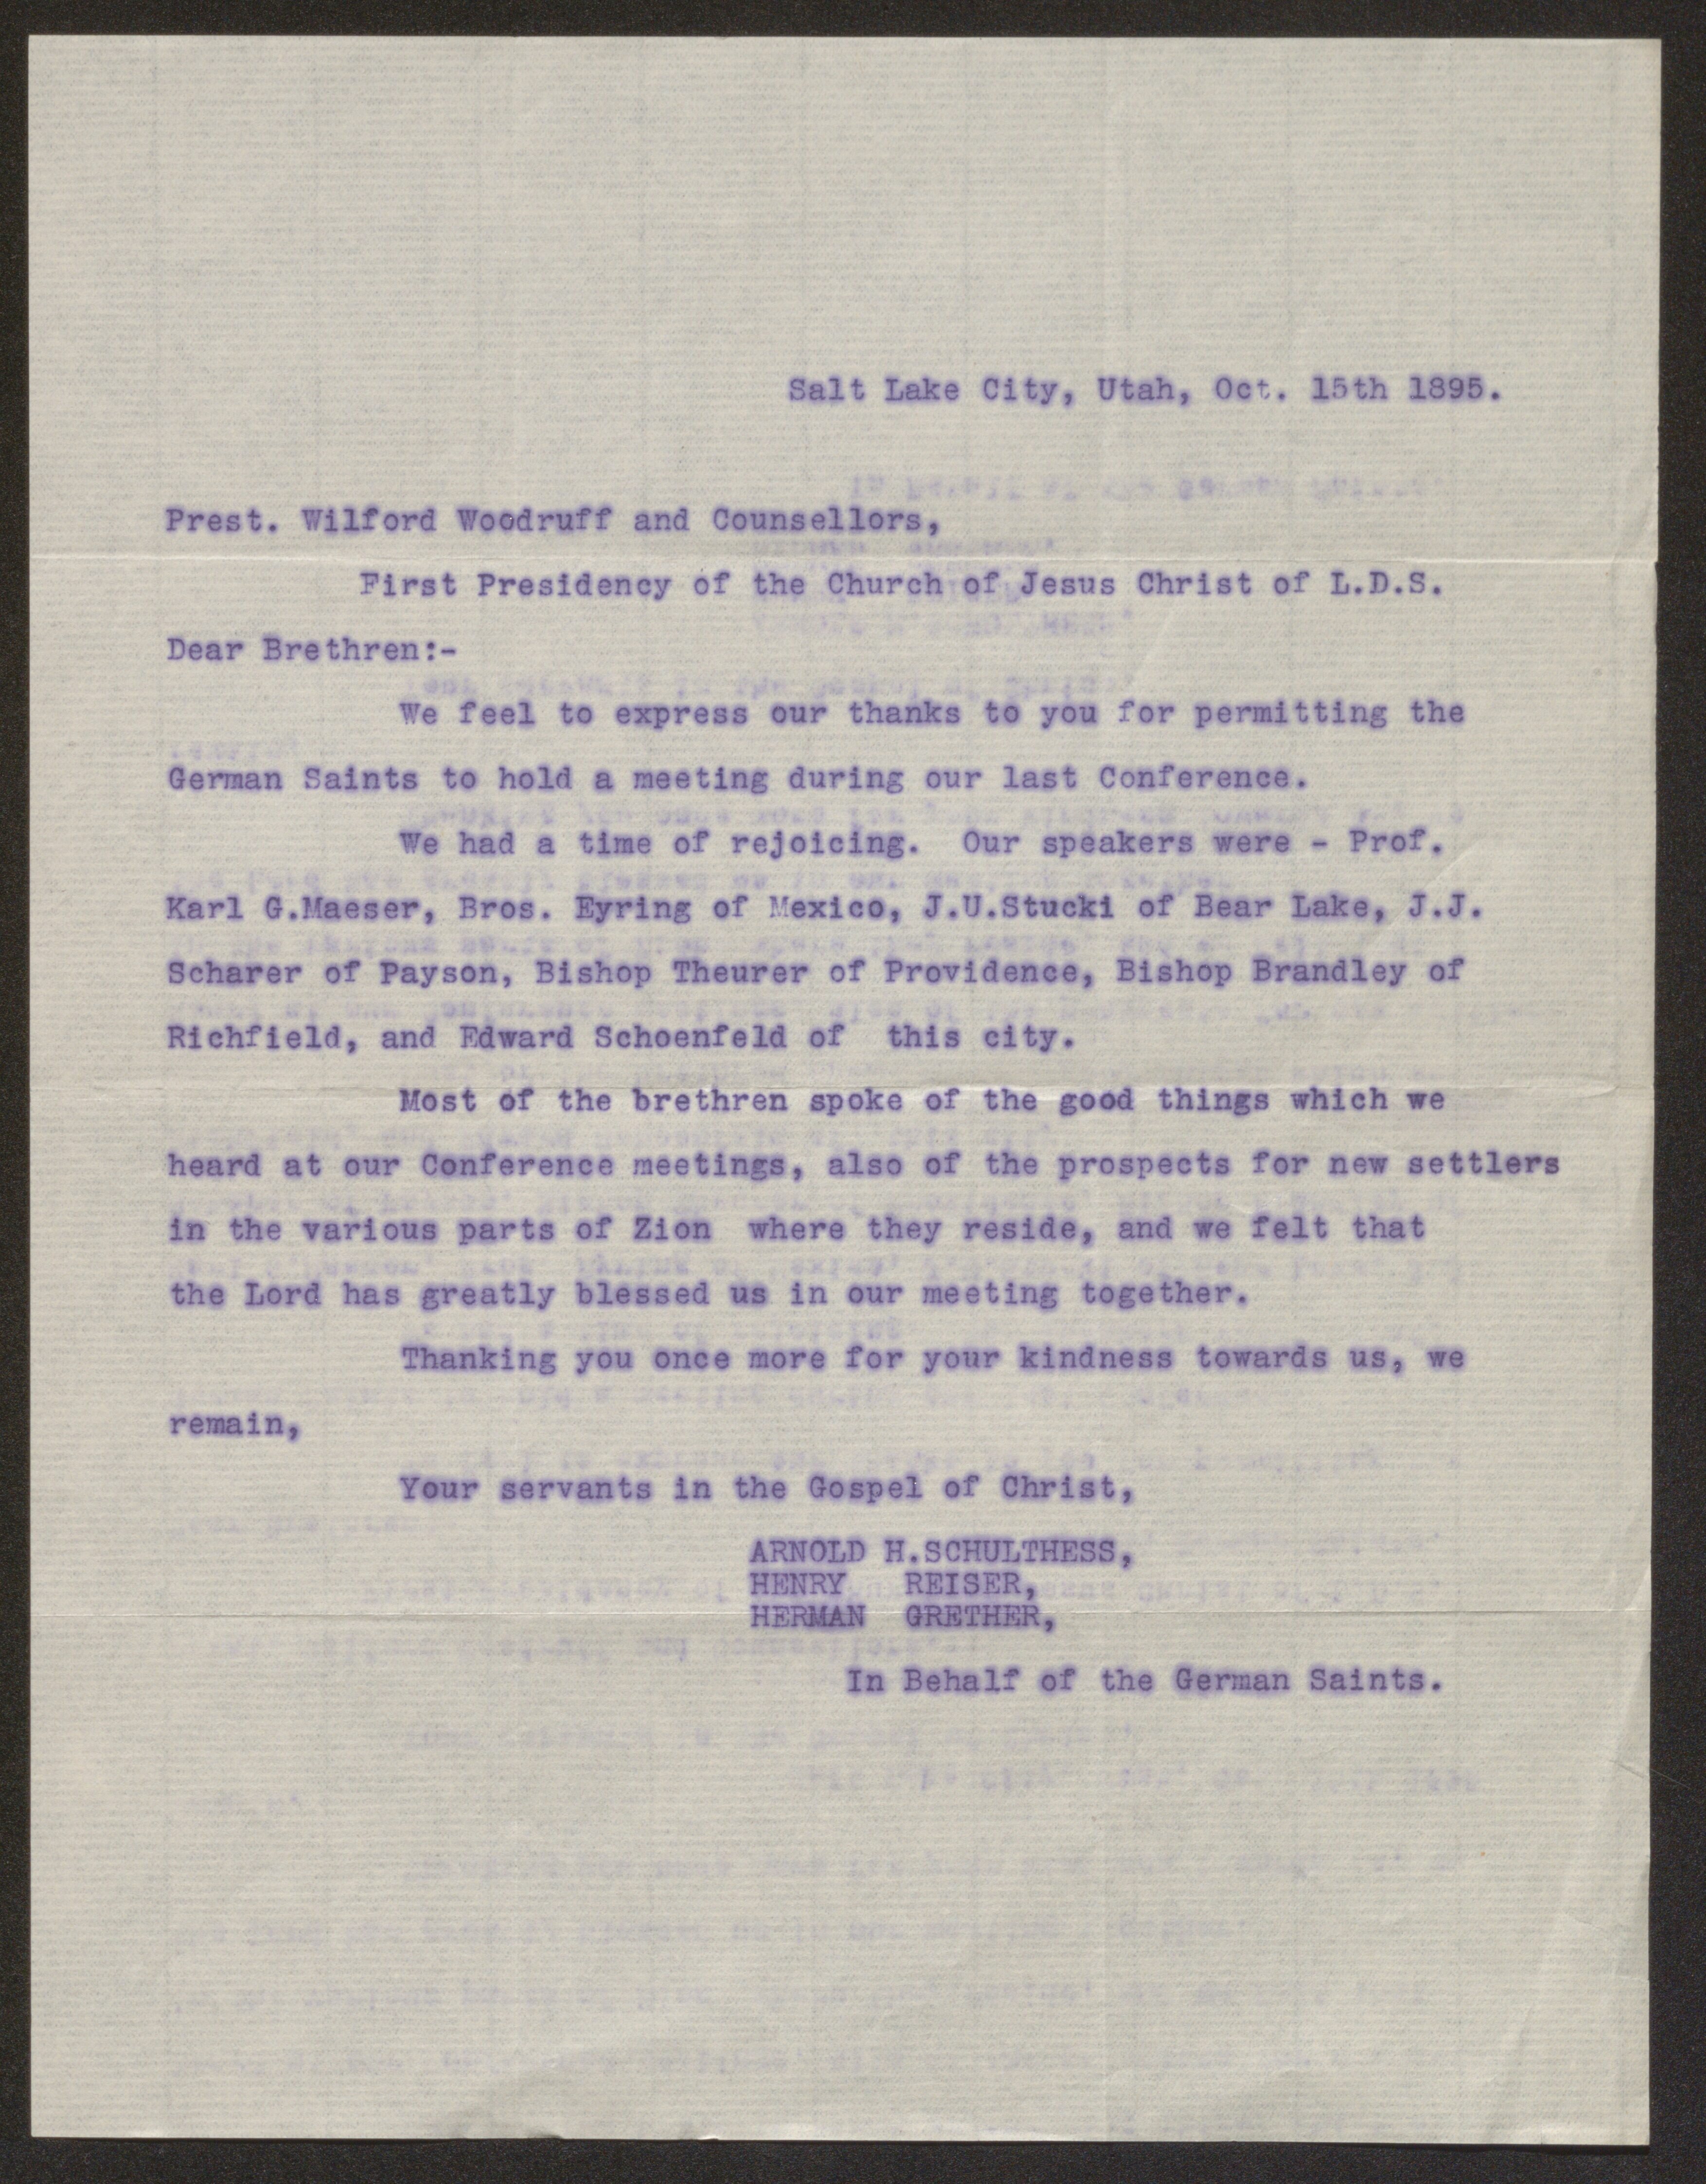 Salt Lake City, Utah, Oct. 15th 1895.
Prest. Wilford Woodruff and Counsellors,
First Presidency of the Church of Jesus Christ of L.D.S.
Dear Brethren:-
We feel to express our thanks to you for permitting the
German Saints to hold a meeting during our last Conference.
We had a time of rejoicing.  Our speakers were - Prof.
Karl G.Maeser, Bros. Eyring of Mexico, J.U.Stucki of Bear Lake, J.J.
Scharer of Payson, Bishop Theurer of Providence, Bishop Brandley of
Richfield, and Edward Schoenfeld of  this city.
Most of the brethren spoke of the good things which we
heard at our Conference meetings, also of the prospects for new settlers
in the various parts of Zion  where they reside, and we felt that
the Lord has greatly blessed us in our meeting together.
Thanking you once more for your kindness towards us, we
remain,
Your servants in the Gospel of Christ,
ARNOLD H.SCHULTHESS,
HENRY   REISER,
HERMAN  GRETHER,
In Behalf of the German Saints.